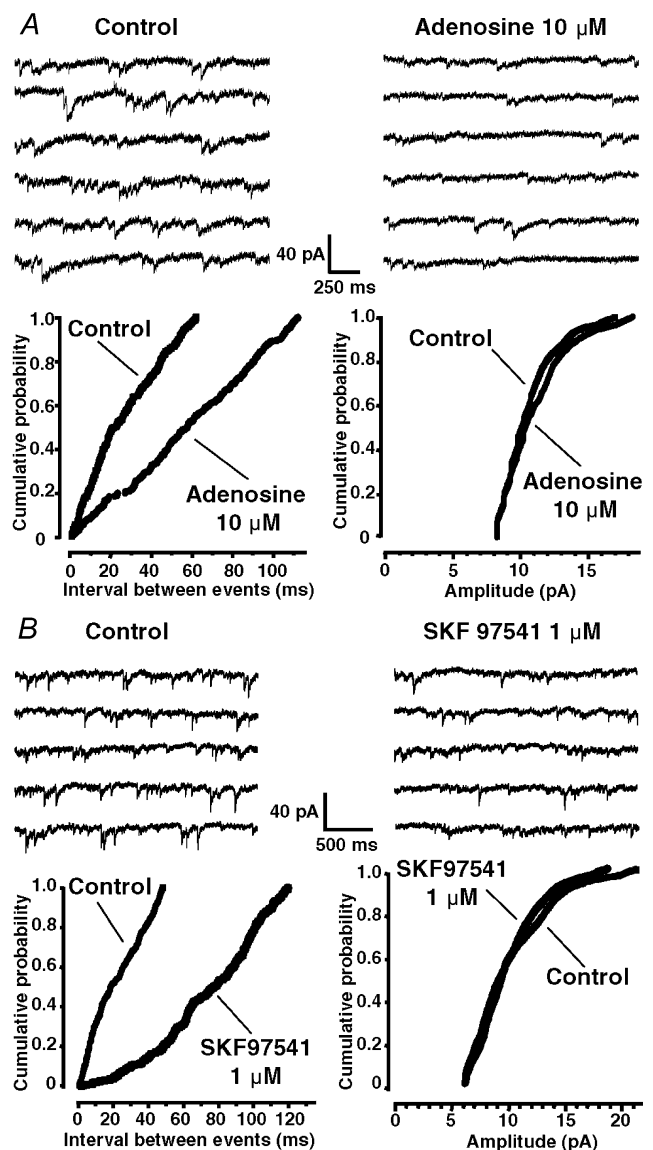 A
Control
Adenosine 10 µM
40 pA
250 ms
Cumulative probability
1.0
0.8
0.6
0.4
0.2
0
Control
Adenosine
10 µM
0 20 40 60 80 100
Interval between events (ms)
Cumulative probability
1.0
0.8
0.6
0.4
0.2
0
Control
Adenosine
10 µM
0 5 10 15
Amplitude (pA)
B
Control
SKF 97541 1 µM
40 pA
500 ms
Cumulative probability
1.0
0.8
0.6
0.4
0.2
0
Control
SKF97541
1 µM
0 20 40 60 80 100 120
Interval between events (ms)
Cumulative probability
1.0
0.8
0.6
0.4
0.2
0
SKF97541
1 µM
Control
0 5 10 15 20
Amplitude (pA)